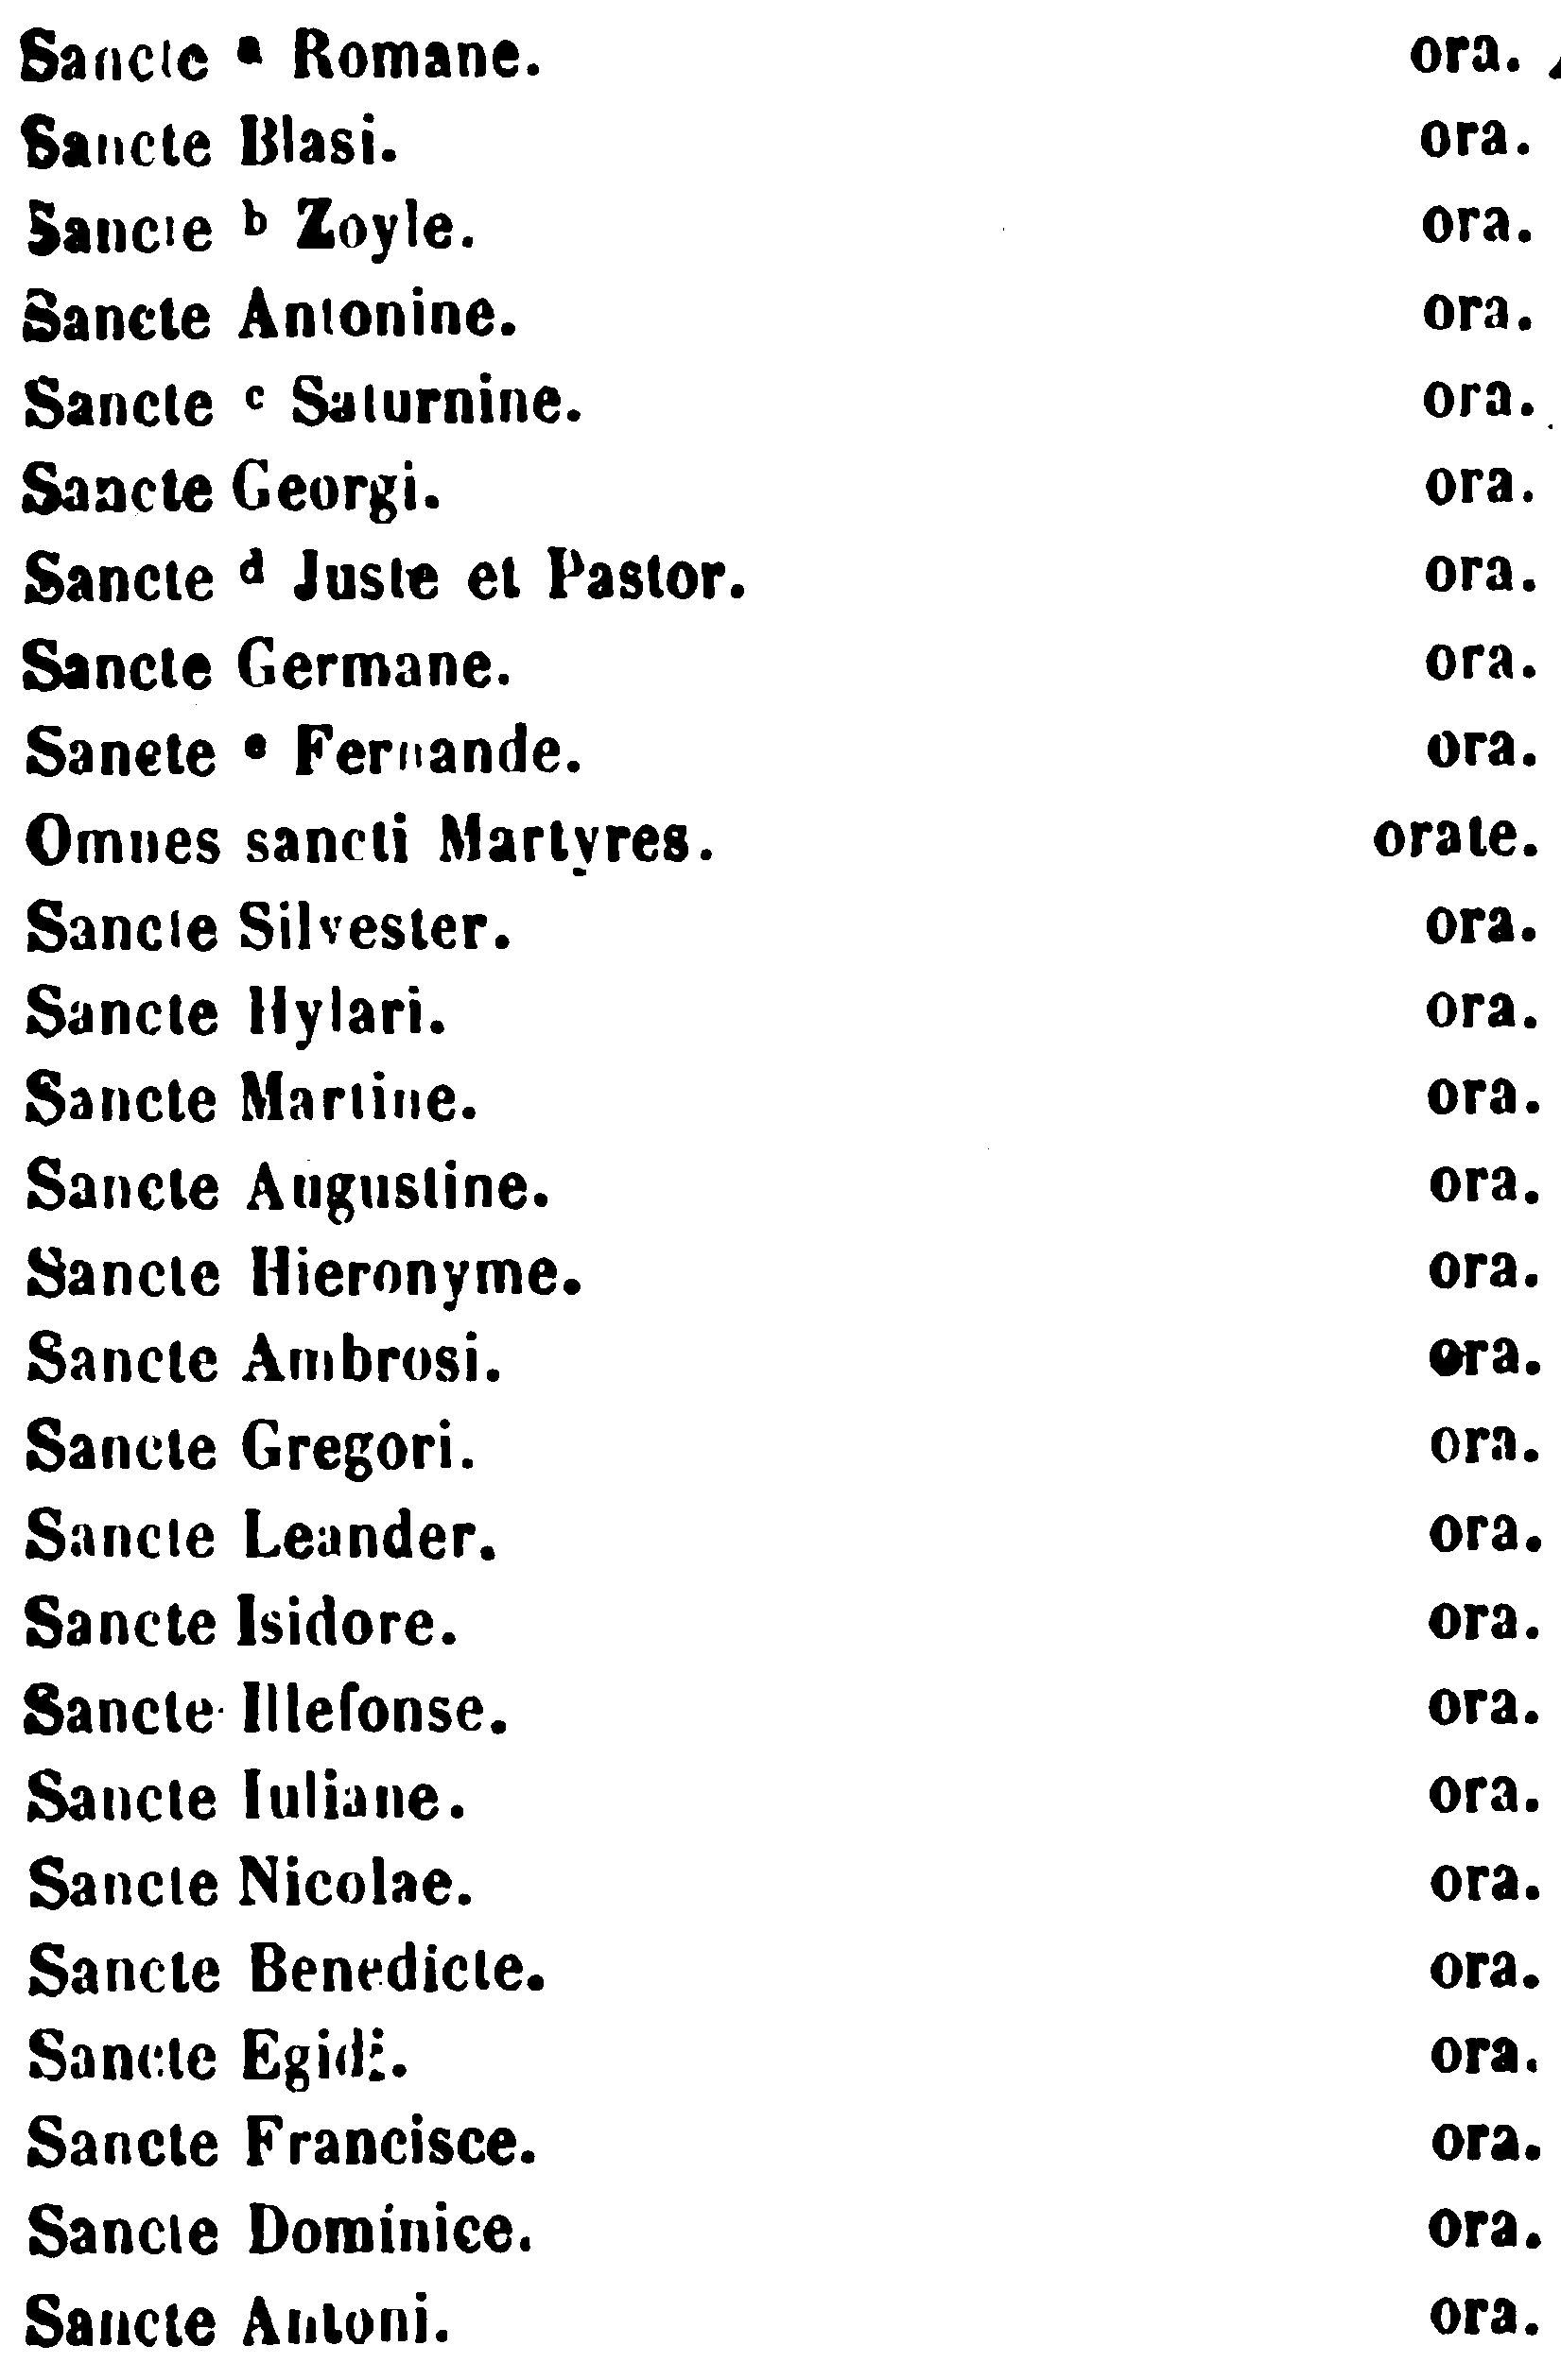 Sancte a Romane. ora.
Sancte Blasi. ora.
Sancte b Zoyle. ora.
Sancte Antonine. ora.
Sancte c Saturnine. ora.
Sancte Georgi. ora.
Sancte d Juste et Pastor. ora.
Sancte Germane. ora.
Sancte e Fernande. ora.
Omnes sancti Martyres. orate.
Sancte Silvester. ora.
Sancte Hylari. ora.
Sancte Martine. ora.
Sancte Augustine. ora.
Sancte Hieronyme. ora.
Sancte Ambrosi. ora.
Sancte Gregori. ora.
Sancte Leander. ora.
Sancte Isidore. ora.
Sancte Illefonse. ora.
Sancte Iuliane. ora.
Sancte Nicolae. ora.
Sancte Benedicte. ora.
Sancte Egidi. ora.
Sancte Francisce. ora.
Sancte Dominice. ora.
Sancte Antoni. ora.